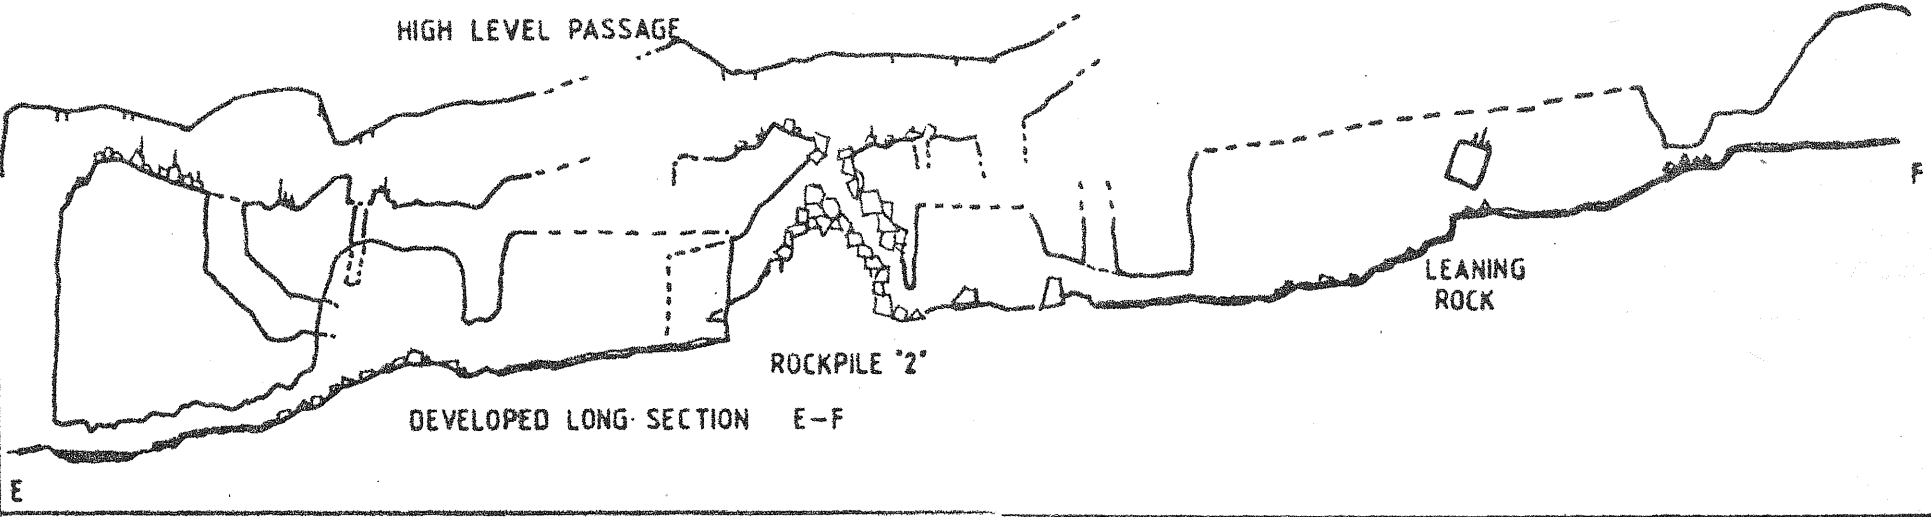 HIGH LEVEL PASSAGE
F
LEANING
ROCK
ROCKPILE "2"
DEVELOPED LONG SECTION E-F
E